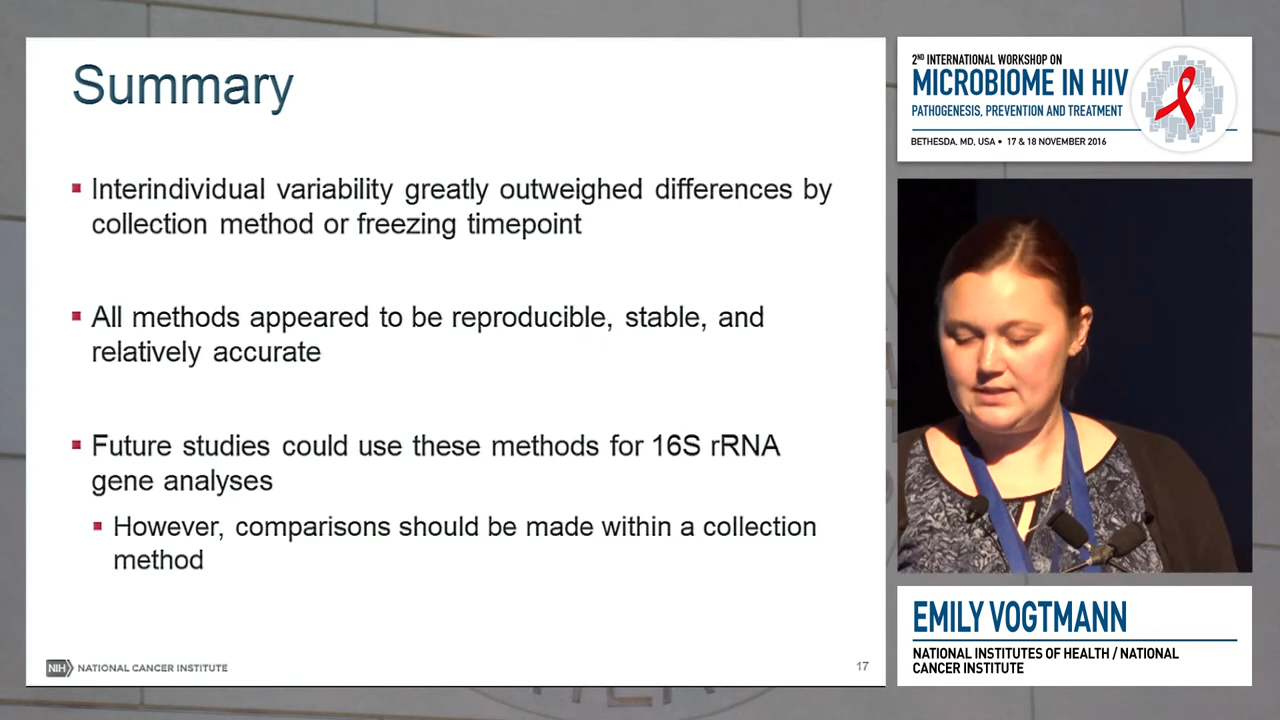 Summary
Interindividual variability greatly outweighed differences by
collection method or freezing timepoint
All methods appeared to be reproducible, stable, and
relatively accurate
Future studies could use these methods for 16S rRNA
gene analyses
However, comparisons should be made within a collection
method
NIH NATIONAL CANCER INSTITUTE
17
2ND INTERNATIONAL WORKSHOP ON
MICROBIOME IN HIV
PATHOGENESIS, PREVENTION AND TREATMENT
BETHESDA, MD, USA • 17 & 18 NOVEMBER 2016
EMILY VOGTMANN
NATIONAL INSTITUTES OF HEALTH / NATIONAL
CANCER INSTITUTE